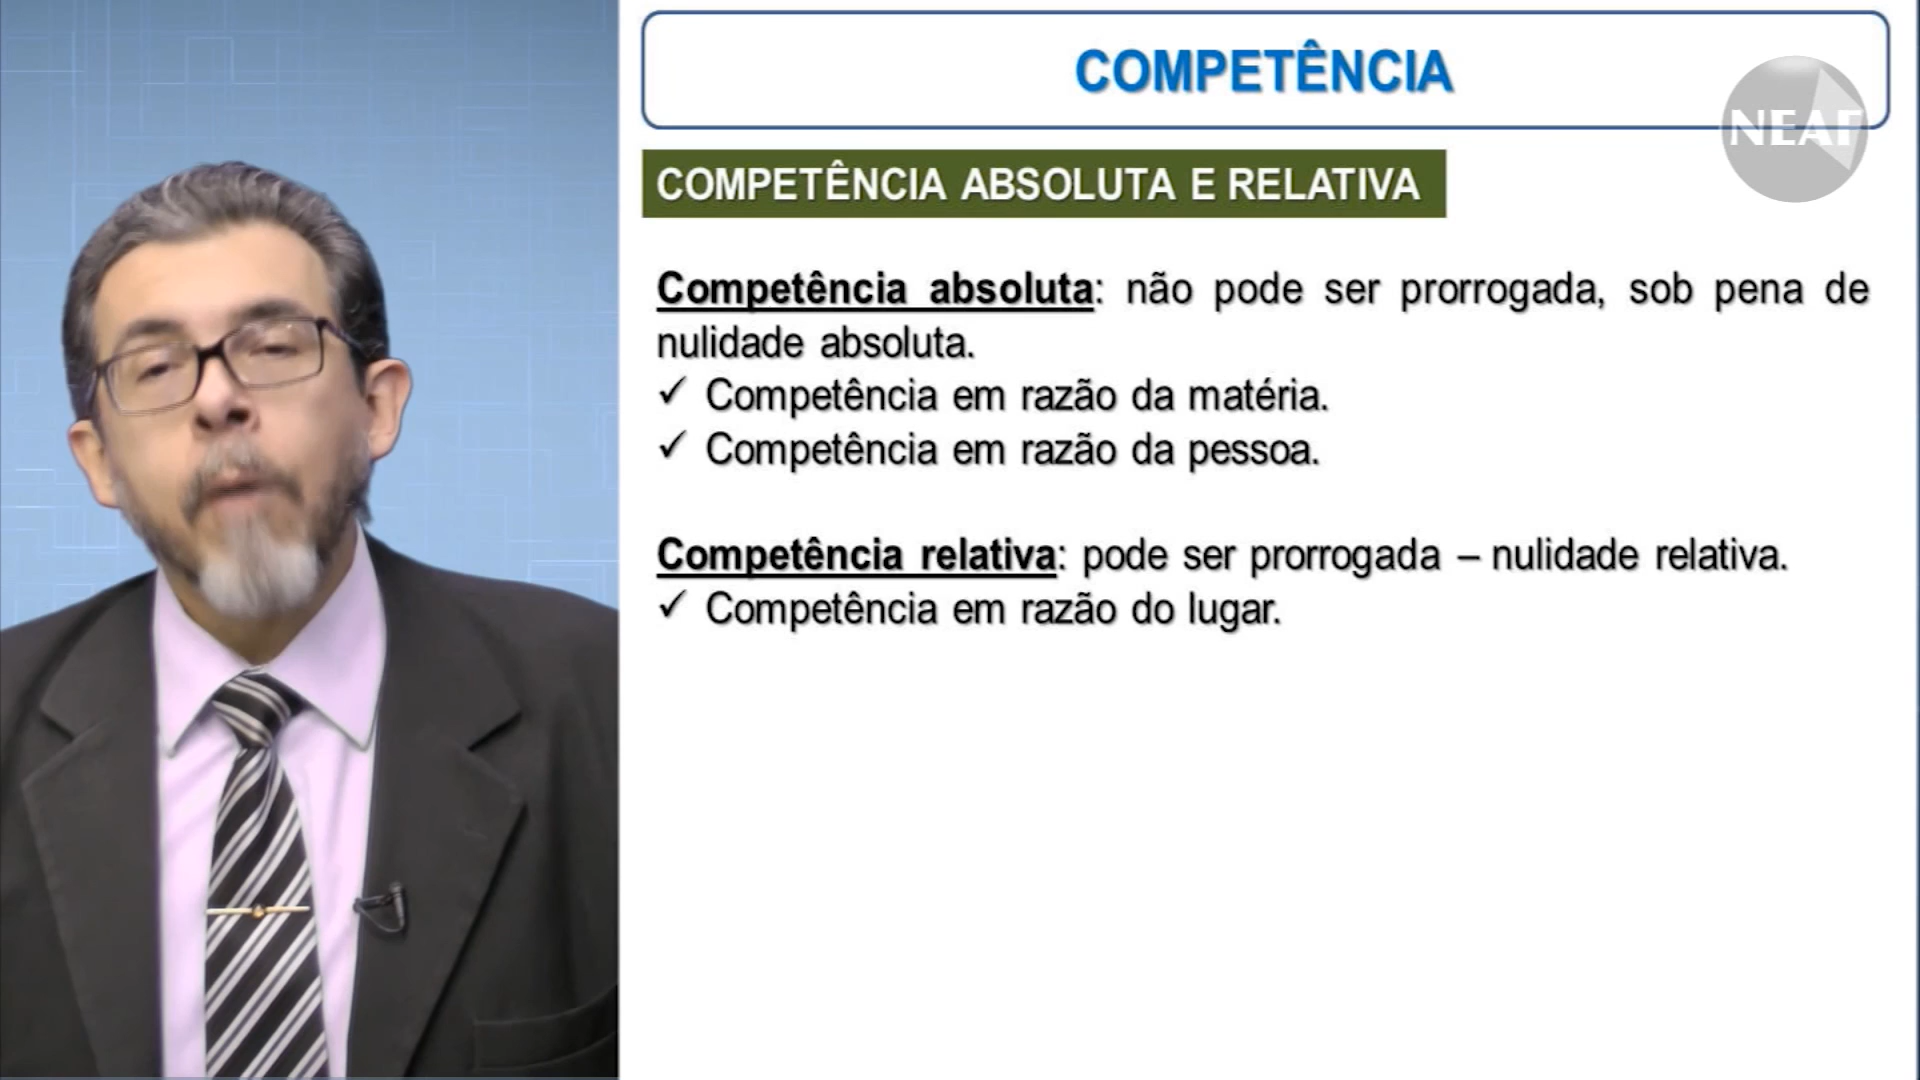 COMPETÊNCIA
NEAF
COMPETÊNCIA ABSOLUTA E RELATIVA
Competência absoluta: não pode ser prorrogada, sob pena de
nulidade absoluta.
✓ Competência em razão da matéria.
✓ Competência em razão da pessoa.
Competência relativa: pode ser prorrogada – nulidade relativa.
✓ Competência em razão do lugar.